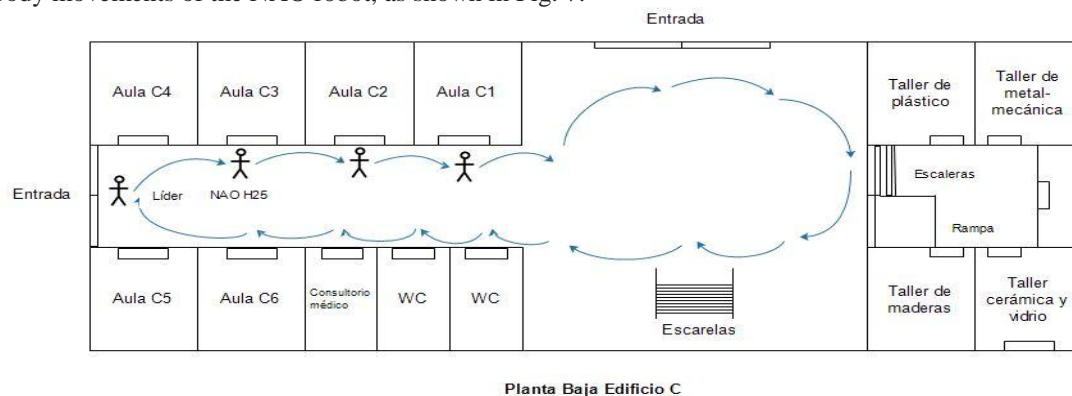 body movements of the NAO robot, as shown in Fig. 7.
Entrada
Aula C4
Aula C3
Aula C2
Aula C1
Taller de
plástico
Taller de
metal-
mecánica
Entrada
Líder
NAO H25
Escaleras
Rampa
Aula C5
Aula C6
Consultorio
médico
WC
WC
Escarelas
Taller de
maderas
Taller
cerámica y
vidrio
Planta Baja Edificio C